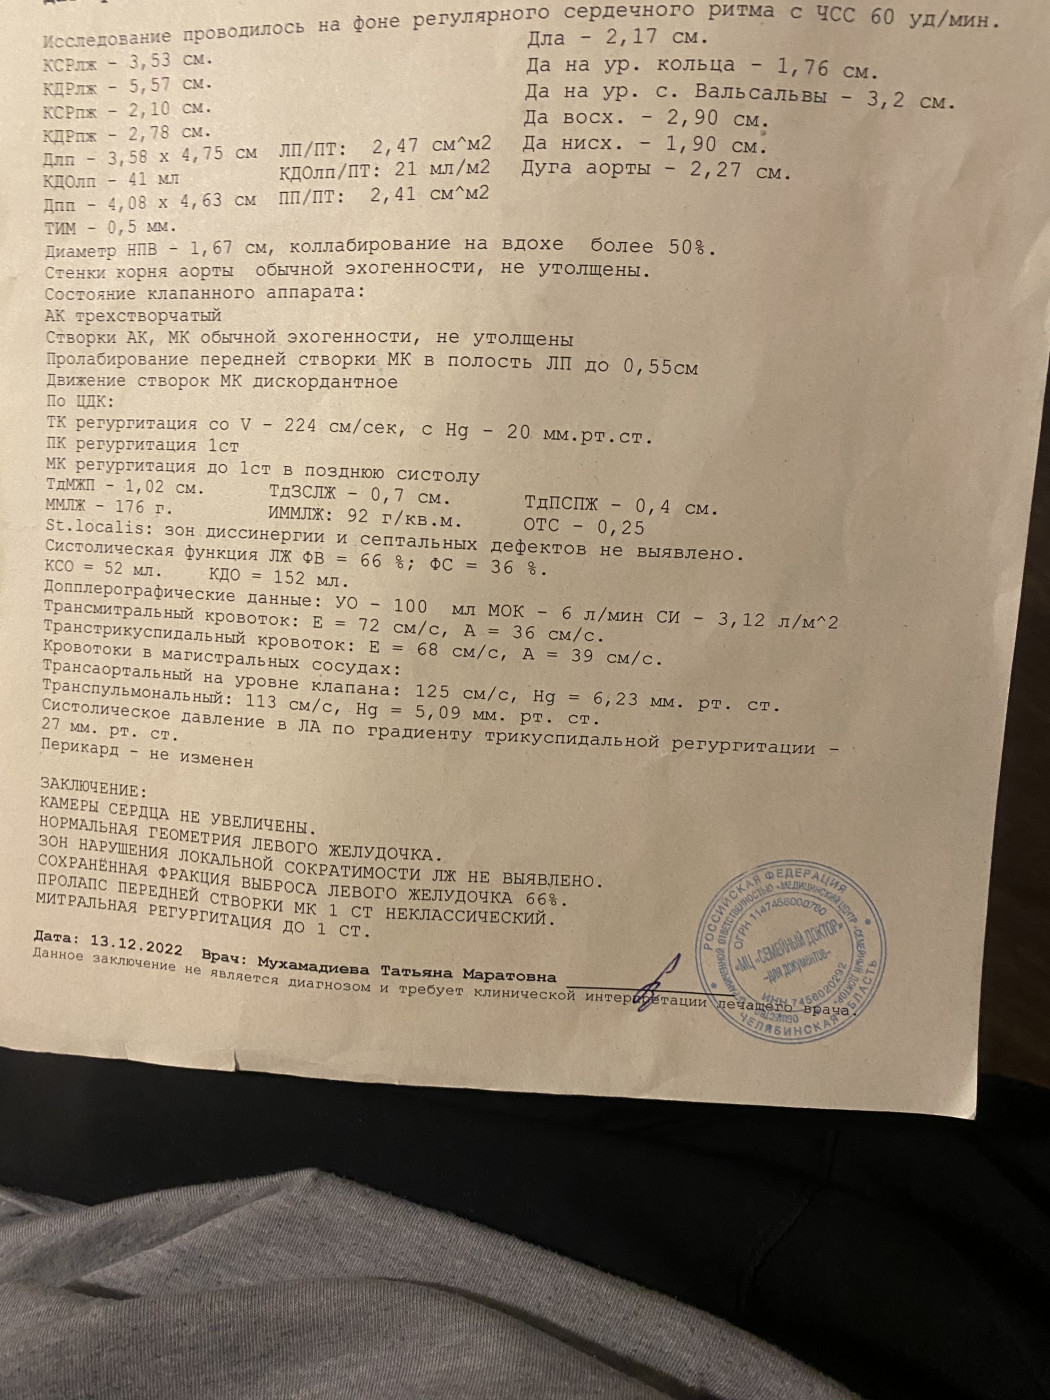 Исследование проводилось на фоне регулярного сердечного ритма с ЧСС 60 уд/мин.
КСРлж - 3,53 см. Дла - 2,17 см.
КДРлж - 5,57 см. Да на ур. кольца - 1,76 см.
КСРпж - 2,10 см. Да на ур. с. Вальсальвы - 3,2 см.
КДРпж - 2,78 см. Да восх. - 2,90 см.
Длп - 3,58 х 4,75 см ЛП/ПТ: 2,47 см^м2 Да нисх. - 1,90 см.
КДОлп - 41 мл КДОлп/ПТ: 21 мл/м2 Дуга аорты - 2,27 см.
Дпп - 4,08 х 4,63 см ПП/ПТ: 2,41 см^м2
ТИМ - 0,5 мм.
Диаметр НПВ - 1,67 см, коллабирование на вдохе более 50%.
Стенки корня аорты обычной эхогенности, не утолщены.
Состояние клапанного аппарата:
АК трехстворчатый
Створки АК, МК обычной эхогенности, не утолщены
Пролабирование передней створки МК в полость ЛП до 0,55см
Движение створок МК дискордантное
По ЦДК:
ТК регургитация со V - 224 см/сек, с Hg - 20 мм.рт.ст.
ПК регургитация 1ст
МК регургитация до 1ст в позднюю систолу
ТдМЖП - 1,02 см. ТдЗСЛЖ - 0,7 см. ТдПСПЖ - 0,4 см.
ММЛЖ - 176 г. ИММЛЖ: 92 г/кв.м. ОТС - 0,25
St.localis: зон диссинергии и септальных дефектов не выявлено.
Систолическая функция ЛЖ ФВ = 66 %; ФС = 36 %.
КСО = 52 мл. КДО = 152 мл.
Допплерографические данные: УО - 100 мл МОК - 6 л/мин СИ - 3,12 л/м^2
Трансмитральный кровоток: Е = 72 см/с, А = 36 см/с.
Транстрикуспидальный кровоток: Е = 68 см/с, А = 39 см/с.
Кровотоки в магистральных сосудах:
Трансаортальный на уровне клапана: 125 см/с, Hg = 6,23 мм. рт. ст.
Транспульмональный: 113 см/с, Hg = 5,09 мм. рт. ст.
Систолическое давление в ЛА по градиенту трикуспидальной регургитации -
27 мм. рт. ст.
Перикард - не изменен
ЗАКЛЮЧЕНИЕ:
КАМЕРЫ СЕРДЦА НЕ УВЕЛИЧЕНЫ.
НОРМАЛЬНАЯ ГЕОМЕТРИЯ ЛЕВОГО ЖЕЛУДОЧКА.
ЗОН НАРУШЕНИЯ ЛОКАЛЬНОЙ СОКРАТИМОСТИ ЛЖ НЕ ВЫЯВЛЕНО.
СОХРАНЁННАЯ ФРАКЦИЯ ВЫБРОСА ЛЕВОГО ЖЕЛУДОЧКА 66%.
ПРОЛАПС ПЕРЕДНЕЙ СТВОРКИ МК 1 СТ НЕКЛАССИЧЕСКИЙ.
МИТРАЛЬНАЯ РЕГУРГИТАЦИЯ ДО 1 СТ.
Дата: 13.12.2022 Врач: Мухамадиева Татьяна Маратовна
Данное заключение не является диагнозом и требует клинической интерпретации лечащего врача.
РОССИЙСКАЯ ФЕДЕРАЦИЯ
ЧЕЛЯБИНСКАЯ ОБЛАСТЬ
ОГРН 1147456000760
«МЦ «СЕМЕЙНЫЙ ДОКТОР»
-для документов-
ИНН 7456020292